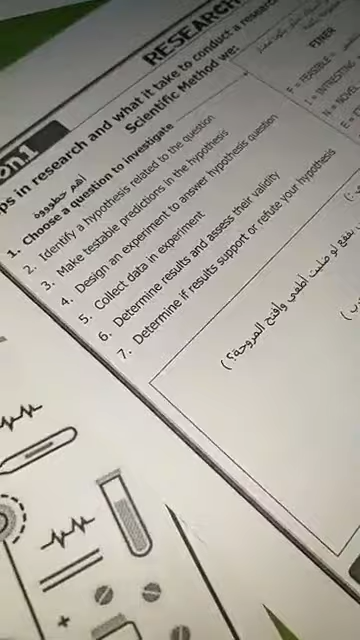 RESEARCH
on1
ps in research and what it take to conduct a research
Scientific Method we:
أهم خطوووة
1. Choose a question to investigate
2. Identify a hypothesis related to the question
3. Make testable predictions in the hypothesis
4. Design an experiment to answer hypothesis question
5. Collect data in experiment
6. Determine results and assess their validity
7. Determine if results support or refute your hypothesis
FINER
F = FEASIBLE
I = INTRESTING
N = NOVEL
E =